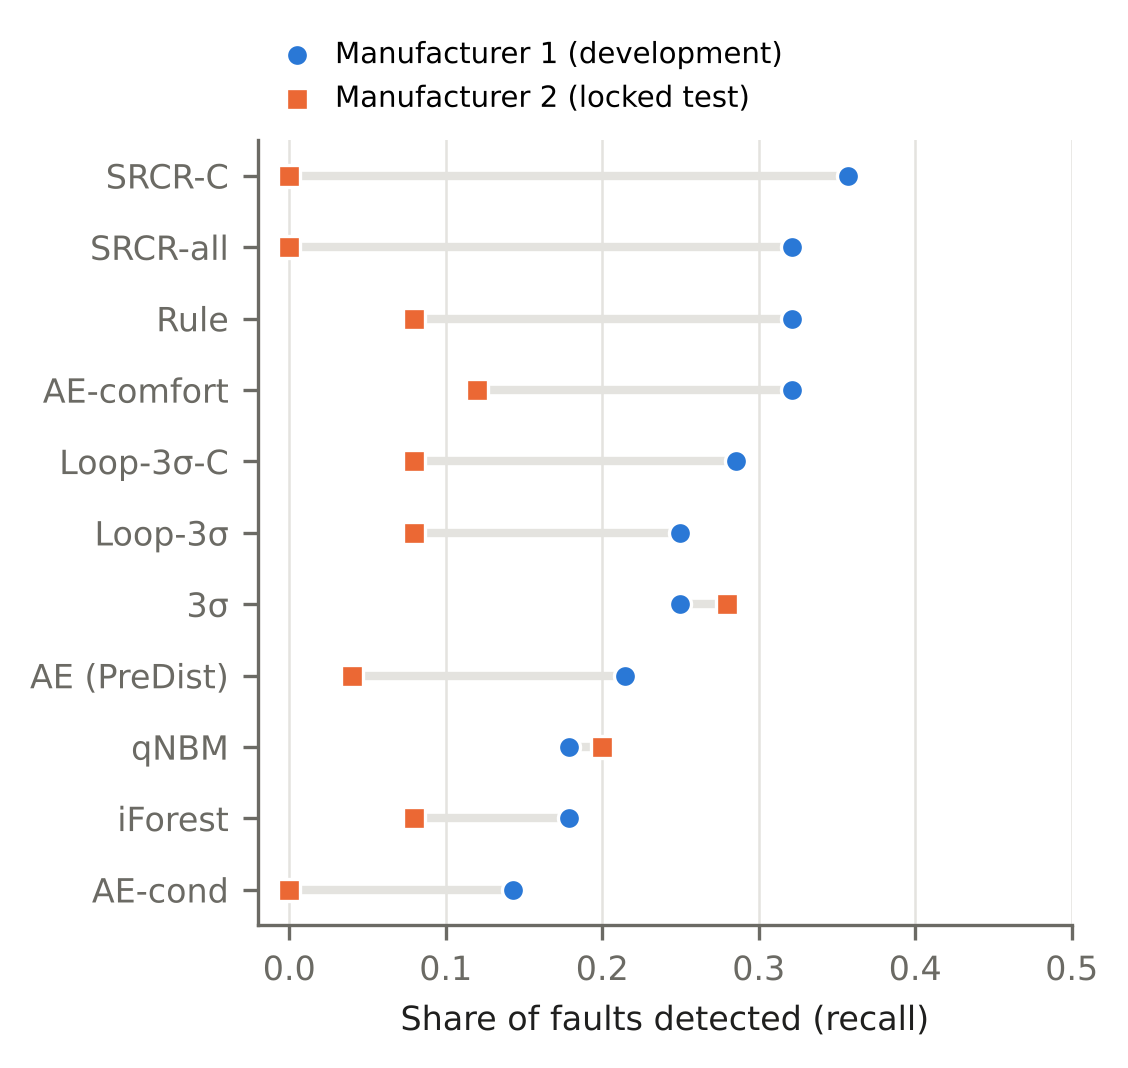 Manufacturer 1 (development)
Manufacturer 2 (locked test)
SRCR-C
SRCR-all
Rule
AE-comfort
Loop-3σ-C
Loop-3σ
3σ
AE (PreDist)
qNBM
iForest
AE-cond
0.0 0.1 0.2 0.3 0.4 0.5
Share of faults detected (recall)